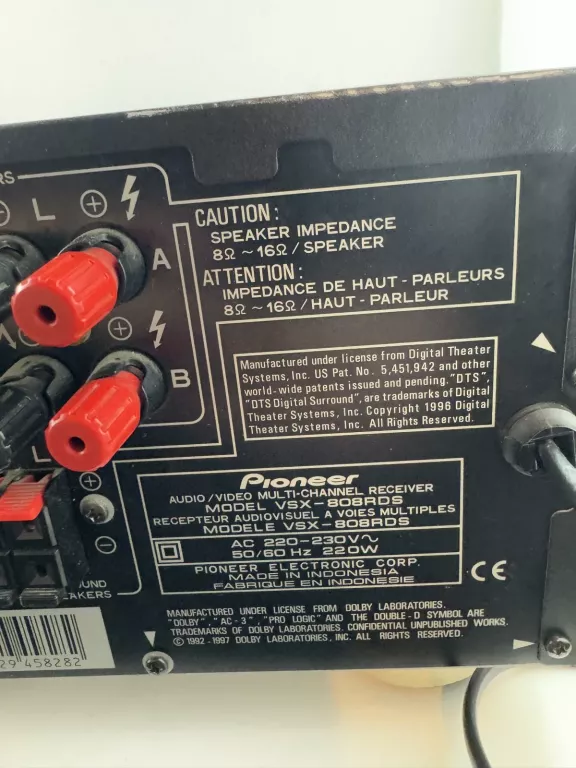 RS
L
A
CAUTION :
SPEAKER IMPEDANCE
8Ω ~ 16Ω / SPEAKER
ATTENTION :
IMPEDANCE DE HAUT - PARLEURS
8Ω ~ 16Ω / HAUT - PARLEUR
A
B
L
Manufactured under license from Digital Theater
Systems, Inc. US Pat. No. 5,451,942 and other
world-wide patents issued and pending. "DTS",
"DTS Digital Surround", are trademarks of Digital
Theater Systems, Inc. Copyright 1996 Digital
Theater Systems, Inc. All Rights Reserved.
Pioneer
AUDIO/VIDEO MULTI-CHANNEL RECEIVER
MODEL VSX-808RDS
RECEPTEUR AUDIOVISUEL A VOIES MULTIPLES
MODELE VSX-808RDS
AC 220-230V~
50/60 Hz 220W
PIONEER ELECTRONIC CORP.
MADE IN INDONESIA
FABRIQUE EN INDONESIE
CE
OUND
EAKERS
MANUFACTURED UNDER LICENSE FROM DOLBY LABORATORIES.
"DOLBY", "AC-3", "PRO LOGIC" AND THE DOUBLE-D SYMBOL ARE
TRADEMARKS OF DOLBY LABORATORIES. CONFIDENTIAL UNPUBLISHED WORKS.
© 1992-1997 DOLBY LABORATORIES, INC. ALL RIGHTS RESERVED.
29 458282